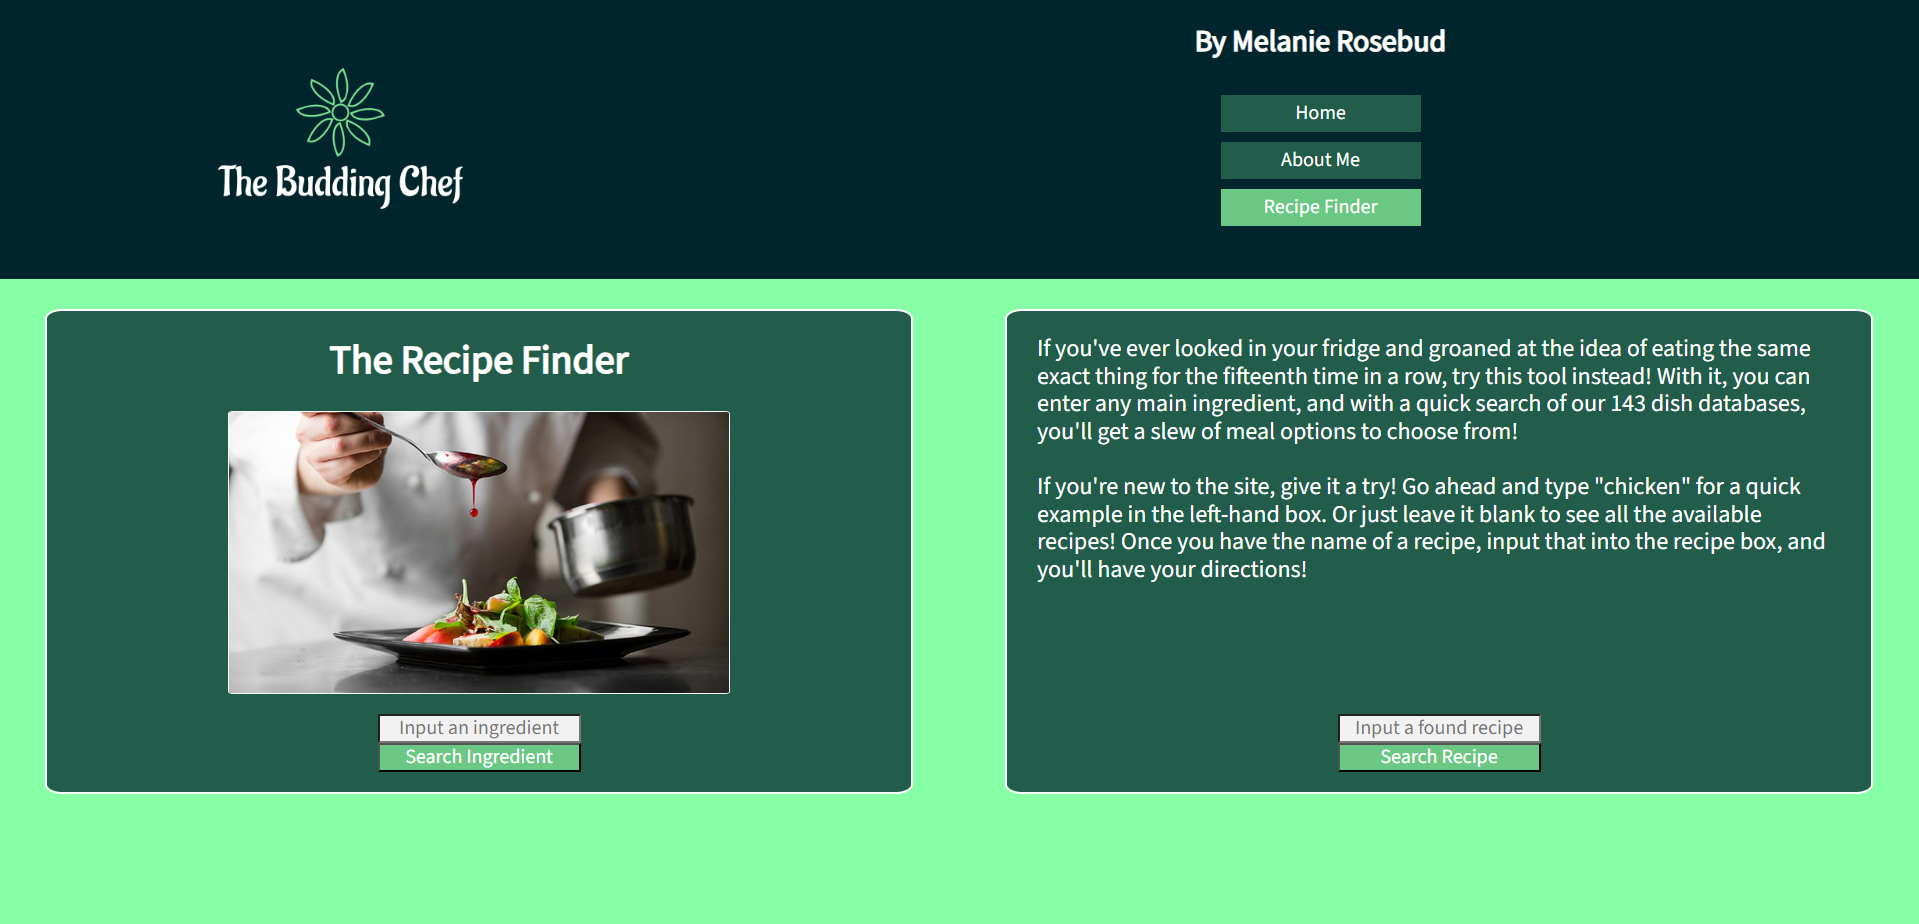 The Budding Chef
By Melanie Rosebud
Home
About Me
Recipe Finder
The Recipe Finder
Input an ingredient
Search Ingredient
If you've ever looked in your fridge and groaned at the idea of eating the same
exact thing for the fifteenth time in a row, try this tool instead! With it, you can
enter any main ingredient, and with a quick search of our 143 dish databases,
you'll get a slew of meal options to choose from!
If you're new to the site, give it a try! Go ahead and type "chicken" for a quick
example in the left-hand box. Or just leave it blank to see all the available
recipes! Once you have the name of a recipe, input that into the recipe box, and
you'll have your directions!
Input a found recipe
Search Recipe